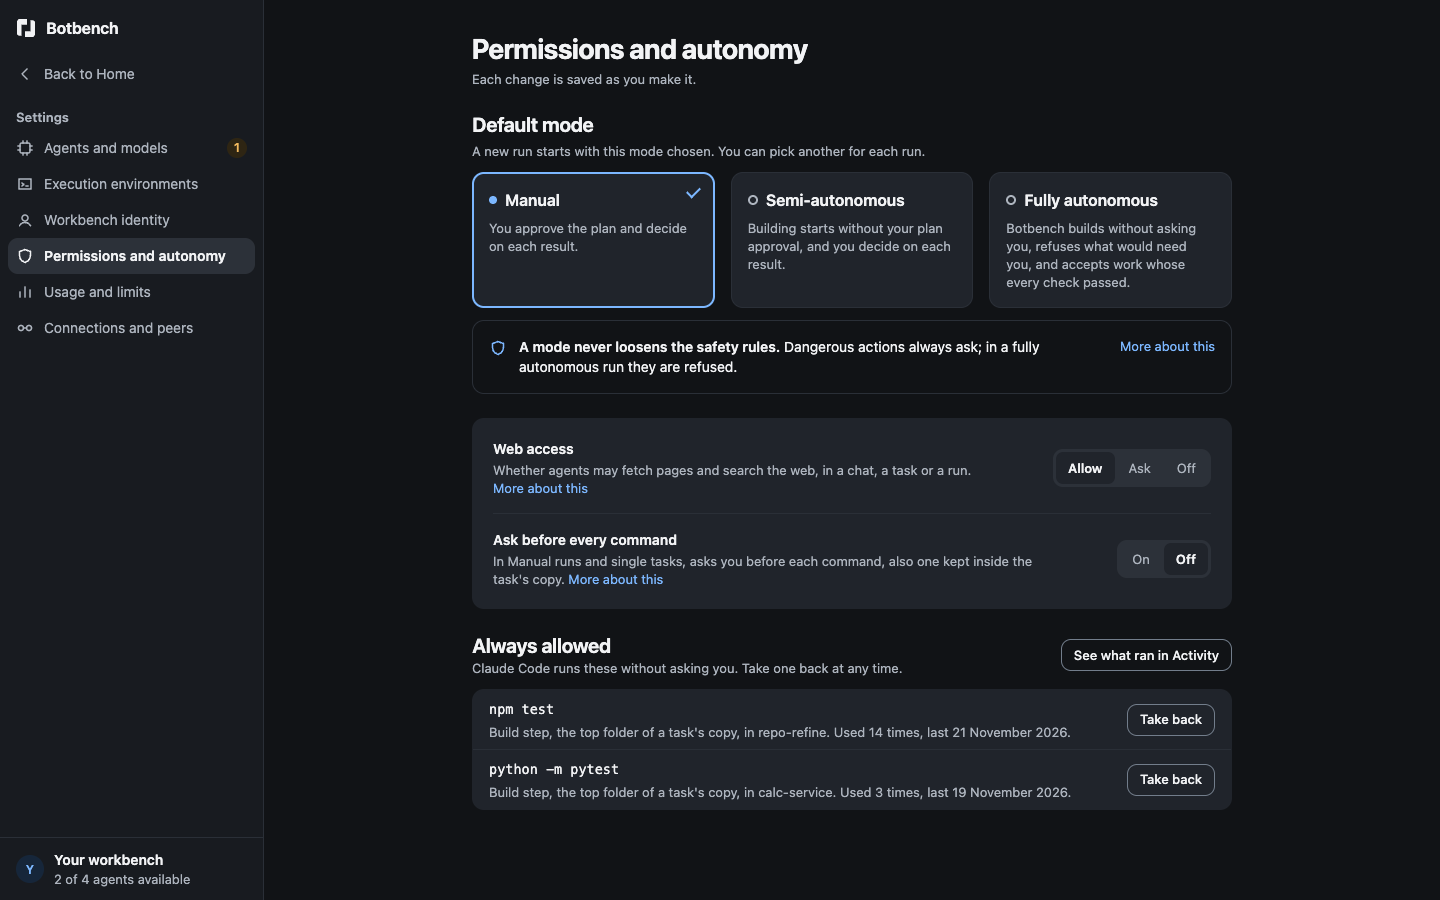 Botbench
Back to Home
Settings
Agents and models
1
Execution environments
Workbench identity
Permissions and autonomy
Usage and limits
Connections and peers
Y
Your workbench
2 of 4 agents available
Permissions and autonomy
Each change is saved as you make it.
Default mode
A new run starts with this mode chosen. You can pick another for each run.
Manual
You approve the plan and decide
on each result.
Semi-autonomous
Building starts without your plan
approval, and you decide on each
result.
Fully autonomous
Botbench builds without asking
you, refuses what would need
you, and accepts work whose
every check passed.
A mode never loosens the safety rules. Dangerous actions always ask; in a fully
autonomous run they are refused.
More about this
Web access
Whether agents may fetch pages and search the web, in a chat, a task or a run.
More about this
Allow Ask Off
Ask before every command
In Manual runs and single tasks, asks you before each command, also one kept inside the
task's copy. More about this
On Off
Always allowed
Claude Code runs these without asking you. Take one back at any time.
See what ran in Activity
npm test
Build step, the top folder of a task's copy, in repo-refine. Used 14 times, last 21 November 2026.
Take back
python -m pytest
Build step, the top folder of a task's copy, in calc-service. Used 3 times, last 19 November 2026.
Take back